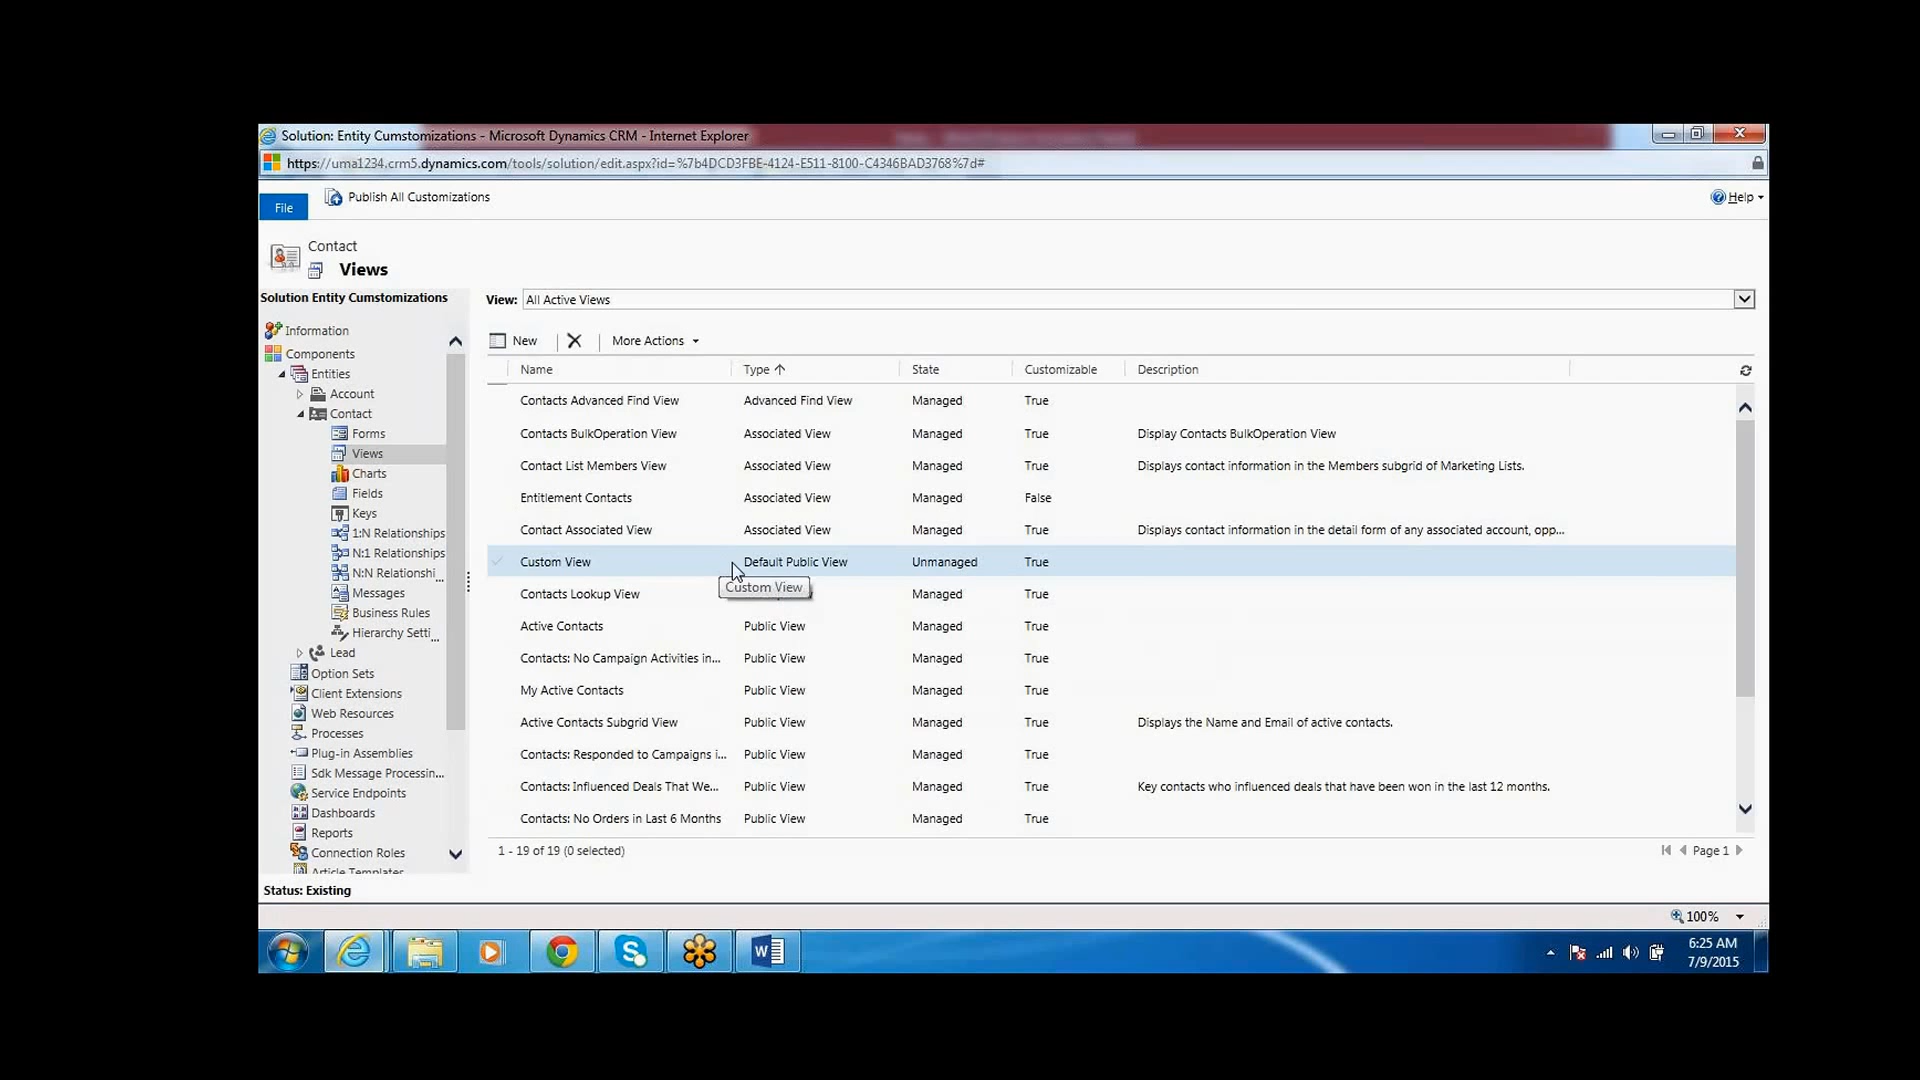 Solution: Entity Cumstomizations - Microsoft Dynamics CRM - Internet Explorer
https://uma1234.crm5.dynamics.com/tools/solution/edit.aspx?id=%7b4DCD3FBE-4124-E511-8100-C4346BAD3768%7d#
File
Publish All Customizations
Help
Contact
Views
Solution Entity Cumstomizations
Information
Components
Entities
Account
Contact
Forms
Views
Charts
Fields
Keys
1:N Relationships
N:1 Relationships
N:N Relationshi...
Messages
Business Rules
Hierarchy Setti...
Lead
Option Sets
Client Extensions
Web Resources
Processes
Plug-in Assemblies
Sdk Message Processin...
Service Endpoints
Dashboards
Reports
Connection Roles
Article Templates
View: All Active Views
New More Actions
Name Type State Customizable Description
Contacts Advanced Find View Advanced Find View Managed True
Contacts BulkOperation View Associated View Managed True Display Contacts BulkOperation View
Contact List Members View Associated View Managed True Displays contact information in the Members subgrid of Marketing Lists.
Entitlement Contacts Associated View Managed False
Contact Associated View Associated View Managed True Displays contact information in the detail form of any associated account, opp...
Custom View Default Public View Unmanaged True
Custom View
Contacts Lookup View Managed True
Active Contacts Public View Managed True
Contacts: No Campaign Activities in... Public View Managed True
My Active Contacts Public View Managed True
Active Contacts Subgrid View Public View Managed True Displays the Name and Email of active contacts.
Contacts: Responded to Campaigns i... Public View Managed True
Contacts: Influenced Deals That We... Public View Managed True Key contacts who influenced deals that have been won in the last 12 months.
Contacts: No Orders in Last 6 Months Public View Managed True
1 - 19 of 19 (0 selected) Page 1
Status: Existing
100%
6:25 AM
7/9/2015